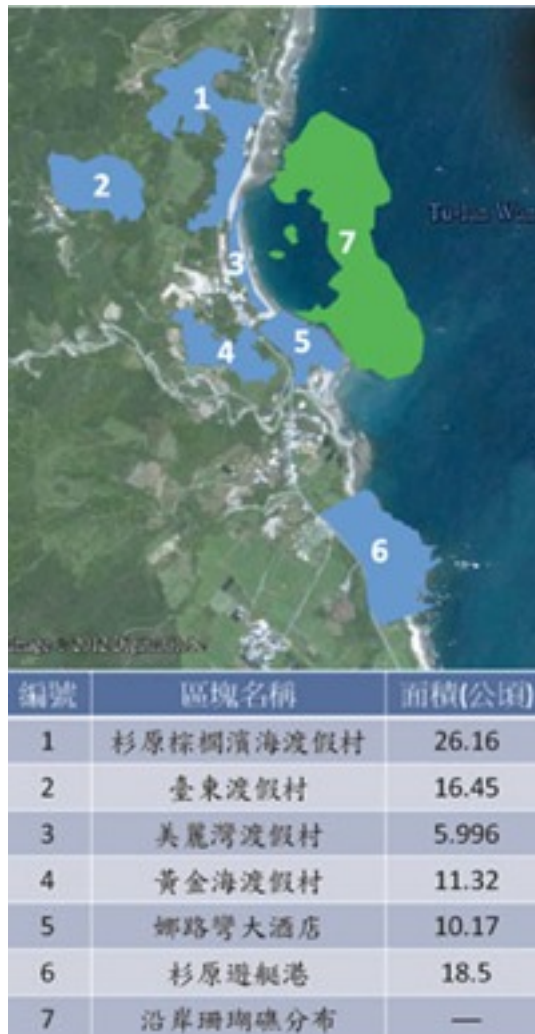 1
2
Tu-lan Wan
7
3
5
4
6
編號 區塊名稱 面積(公頃)
1 杉原棕櫚濱海渡假村 26.16
2 臺東渡假村 16.45
3 美麗灣渡假村 5.996
4 黃金海渡假村 11.32
5 娜路彎大酒店 10.17
6 杉原遊艇港 18.5
7 沿岸珊瑚礁分布 —